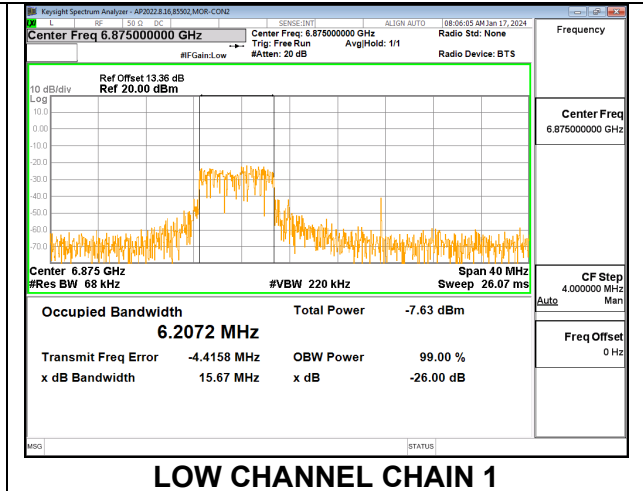 Keysight Spectrum Analyzer - AP2022.8.16,85502,MOR-CON2
L RF 50 Ω DC SENSE:INT ALIGN AUTO 08:06:05 AM Jan 17, 2024
Center Freq 6.875000000 GHz Center Freq: 6.875000000 GHz Radio Std: None Frequency
Trig: Free Run Avg|Hold: 1/1
#IFGain:Low #Atten: 20 dB Radio Device: BTS
Ref Offset 13.36 dB
10 dB/div Ref 20.00 dBm
Log
10.0
0.00
-10.0
-20.0
-30.0
-40.0
-50.0
-60.0
-70.0
Center 6.875 GHz Span 40 MHz
#Res BW 68 kHz #VBW 220 kHz Sweep 26.07 ms
Occupied Bandwidth Total Power -7.63 dBm
6.2072 MHz
Transmit Freq Error -4.4158 MHz OBW Power 99.00 %
x dB Bandwidth 15.67 MHz x dB -26.00 dB
Center Freq
6.875000000 GHz
CF Step
4.000000 MHz
Auto Man
Freq Offset
0 Hz
MSG STATUS
LOW CHANNEL CHAIN 1